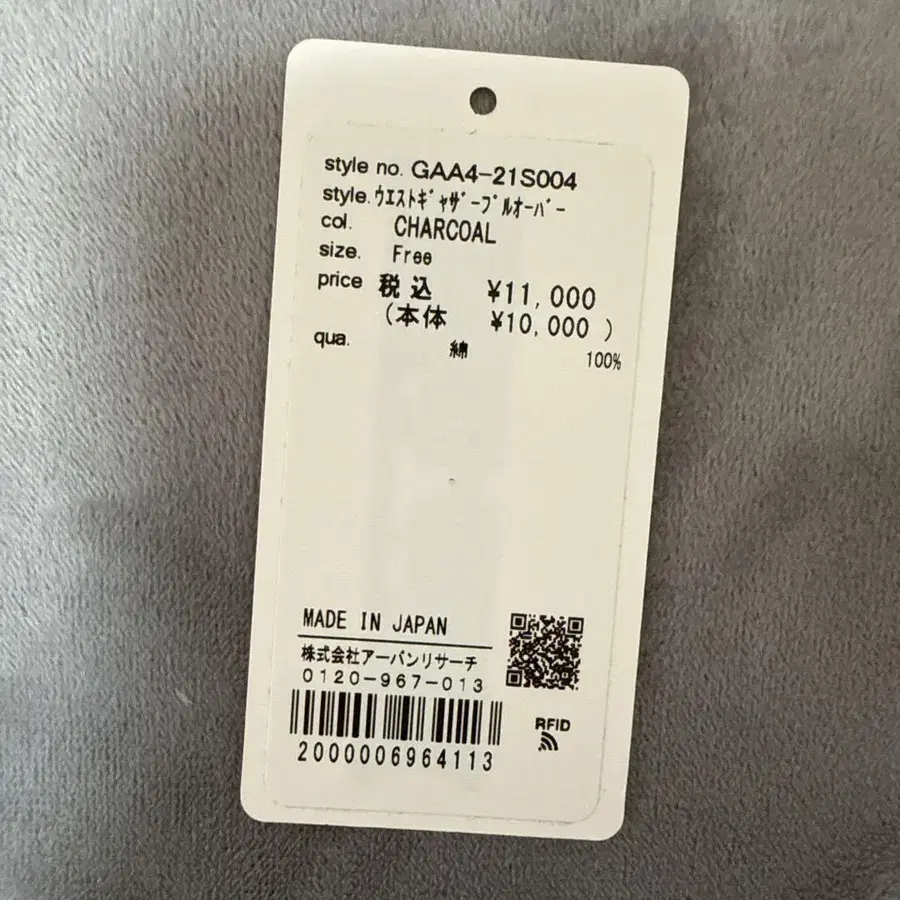 style no. GAA4-21S004
style. ｳｴｽﾄｷﾞｬｻﾞｰﾌﾟﾙｵｰﾊﾞｰ
col. CHARCOAL
size. Free
price 税込 ¥11,000
(本体 ¥10,000 )
qua. 綿 100%
MADE IN JAPAN
株式会社アーバンリサーチ
0120-967-013
RFID
2000006964113